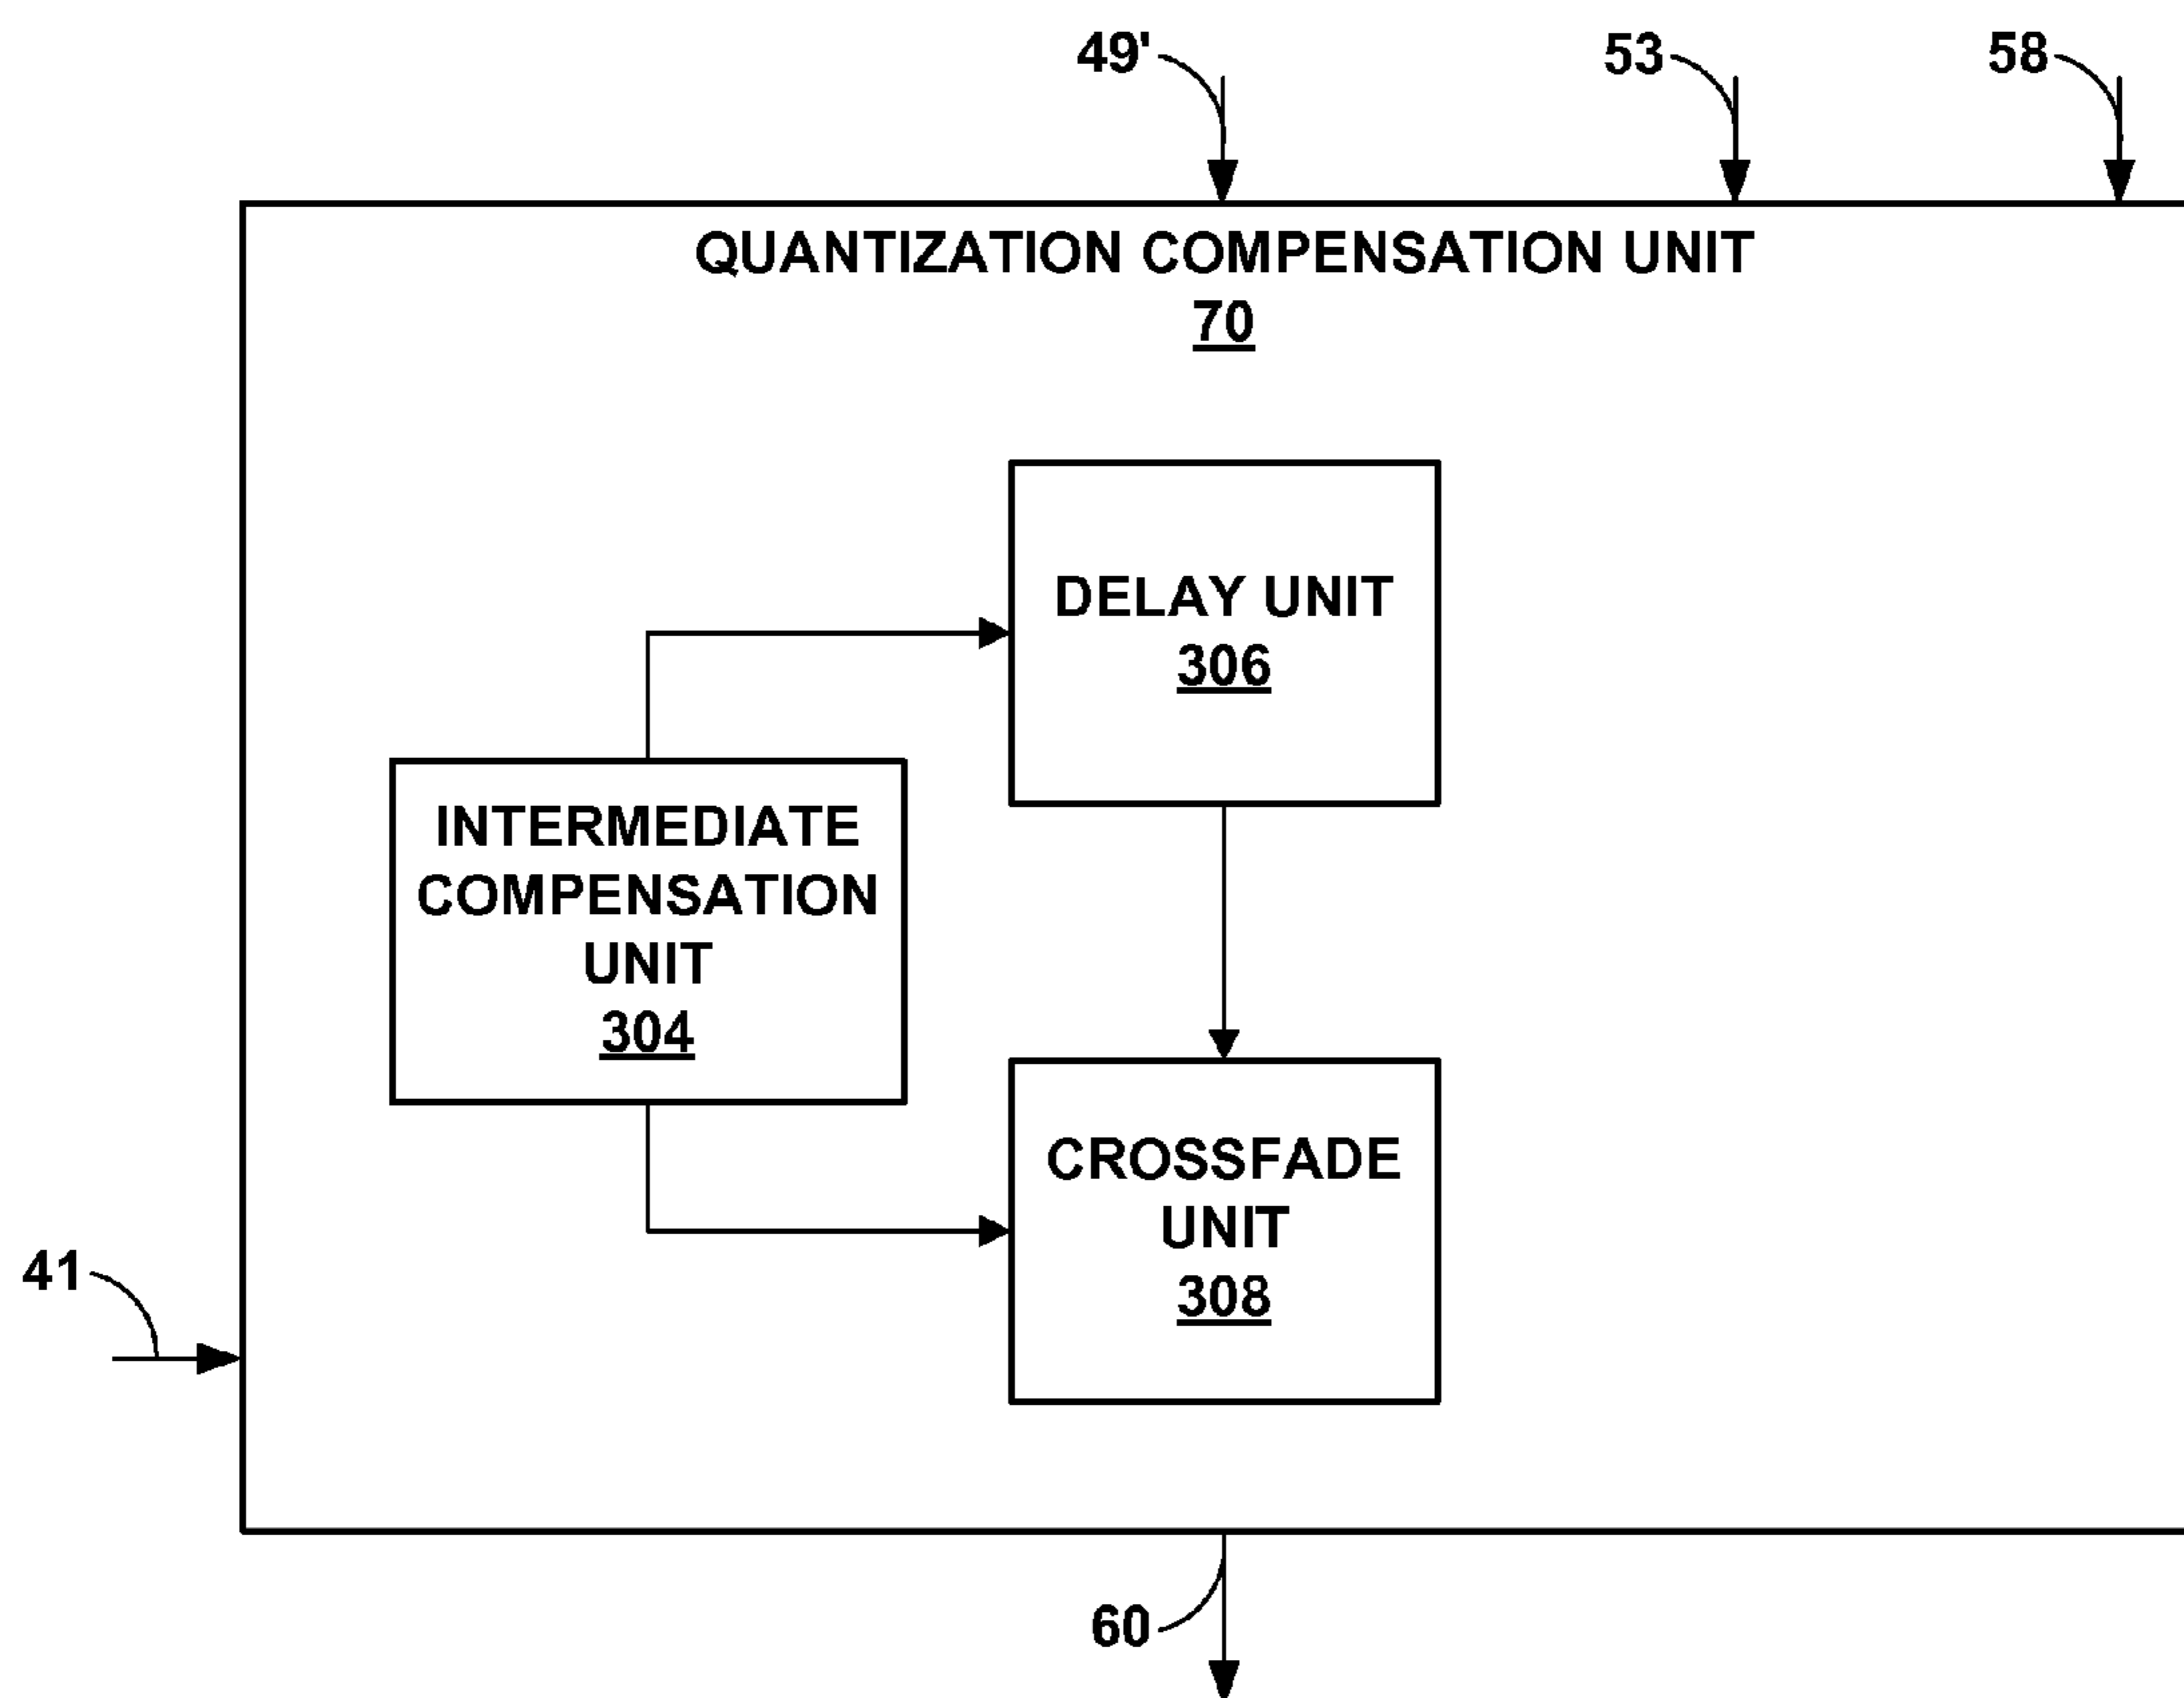 49'
53
58
QUANTIZATION COMPENSATION UNIT
70
DELAY UNIT
306
INTERMEDIATE
COMPENSATION
UNIT
304
CROSSFADE
UNIT
308
41
60